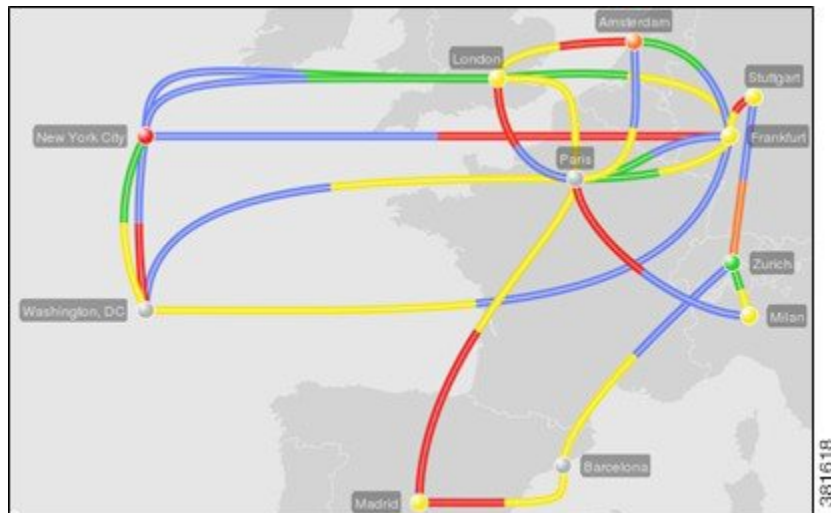 Amsterdam
London
Stuttgart
New York City
Frankfurt
Paris
Zurich
Washington, DC
Milan
Barcelona
Madrid
381618